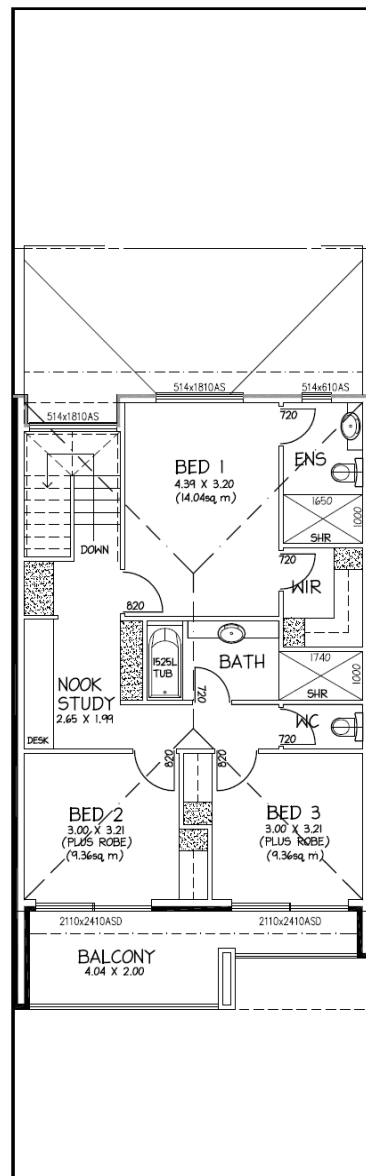 514x1810AS
514x610AS
514x1810AS
720
ENS
BED 1
4.39 X 3.20
(14.04sq. m)
1650
1000
SHR
DOWN
720
WIR
820
1525L
TUB
BATH
1740
1000
SHR
720
NOOK
STUDY
2.65 X 1.99
WC
720
DESK
820
820
BED 2
3.00 X 3.21
(PLUS ROBE)
(9.36sq. m)
BED 3
3.00 X 3.21
(PLUS ROBE)
(9.36sq. m)
2110x2410ASD
2110x2410ASD
BALCONY
4.04 X 2.00